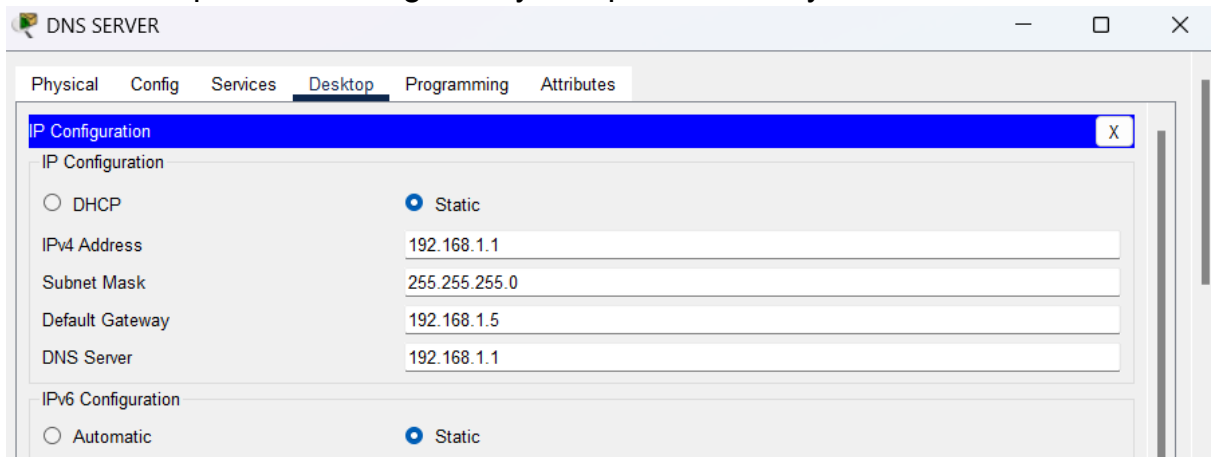 DNS SERVER
Physical Config Services Desktop Programming Attributes
IP Configuration X
IP Configuration
DHCP Static
IPv4 Address 192.168.1.1
Subnet Mask 255.255.255.0
Default Gateway 192.168.1.5
DNS Server 192.168.1.1
IPv6 Configuration
Automatic Static